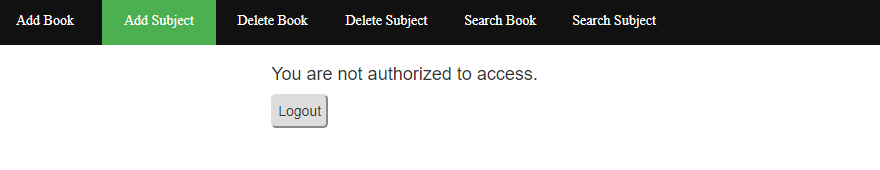 Add Book Add Subject Delete Book Delete Subject Search Book Search Subject
You are not authorized to access.
Logout